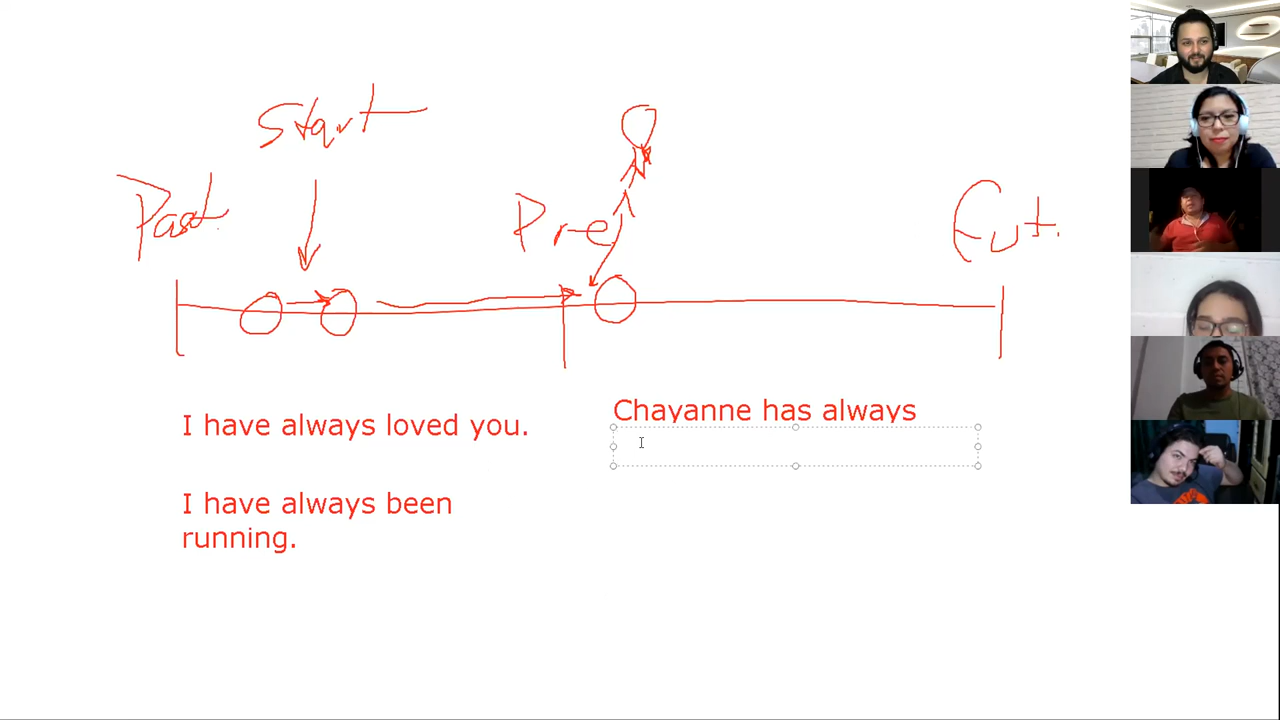 Start
Past
Pre
Fut.
I have always loved you.
I have always been
running.
Chayanne has always